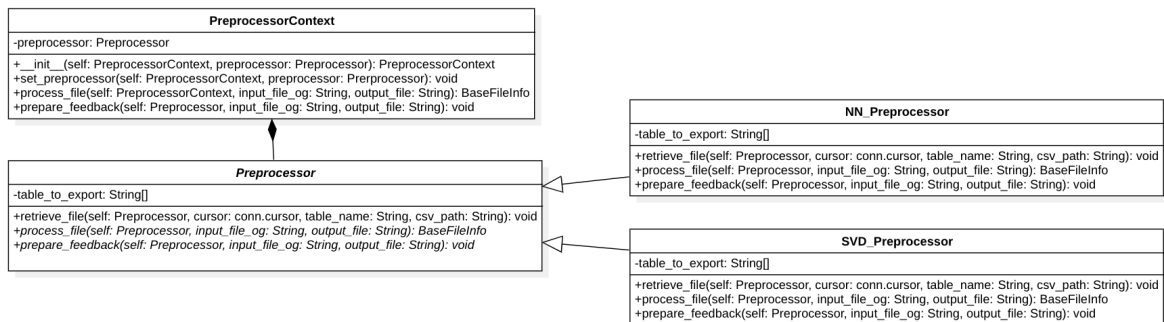 PreprocessorContext
-preprocessor: Preprocessor
+__init__(self: PreprocessorContext, preprocessor: Preprocessor): PreprocessorContext
+set_preprocessor(self: PreprocessorContext, preprocessor: Prerprocessor): void
+process_file(self: PreprocessorContext, input_file_og: String, output_file: String): BaseFileInfo
+prepare_feedback(self: Preprocessor, input_file_og: String, output_file: String): void
Preprocessor
-table_to_export: String[]
+retrieve_file(self: Preprocessor, cursor: conn.cursor, table_name: String, csv_path: String): void
+process_file(self: Preprocessor, input_file_og: String, output_file: String): BaseFileInfo
+prepare_feedback(self: Preprocessor, input_file_og: String, output_file: String): void
NN_Preprocessor
-table_to_export: String[]
+retrieve_file(self: Preprocessor, cursor: conn.cursor, table_name: String, csv_path: String): void
+process_file(self: Preprocessor, input_file_og: String, output_file: String): BaseFileInfo
+prepare_feedback(self: Preprocessor, input_file_og: String, output_file: String): void
SVD_Preprocessor
-table_to_export: String[]
+retrieve_file(self: Preprocessor, cursor: conn.cursor, table_name: String, csv_path: String): void
+process_file(self: Preprocessor, input_file_og: String, output_file: String): BaseFileInfo
+prepare_feedback(self: Preprocessor, input_file_og: String, output_file: String): void